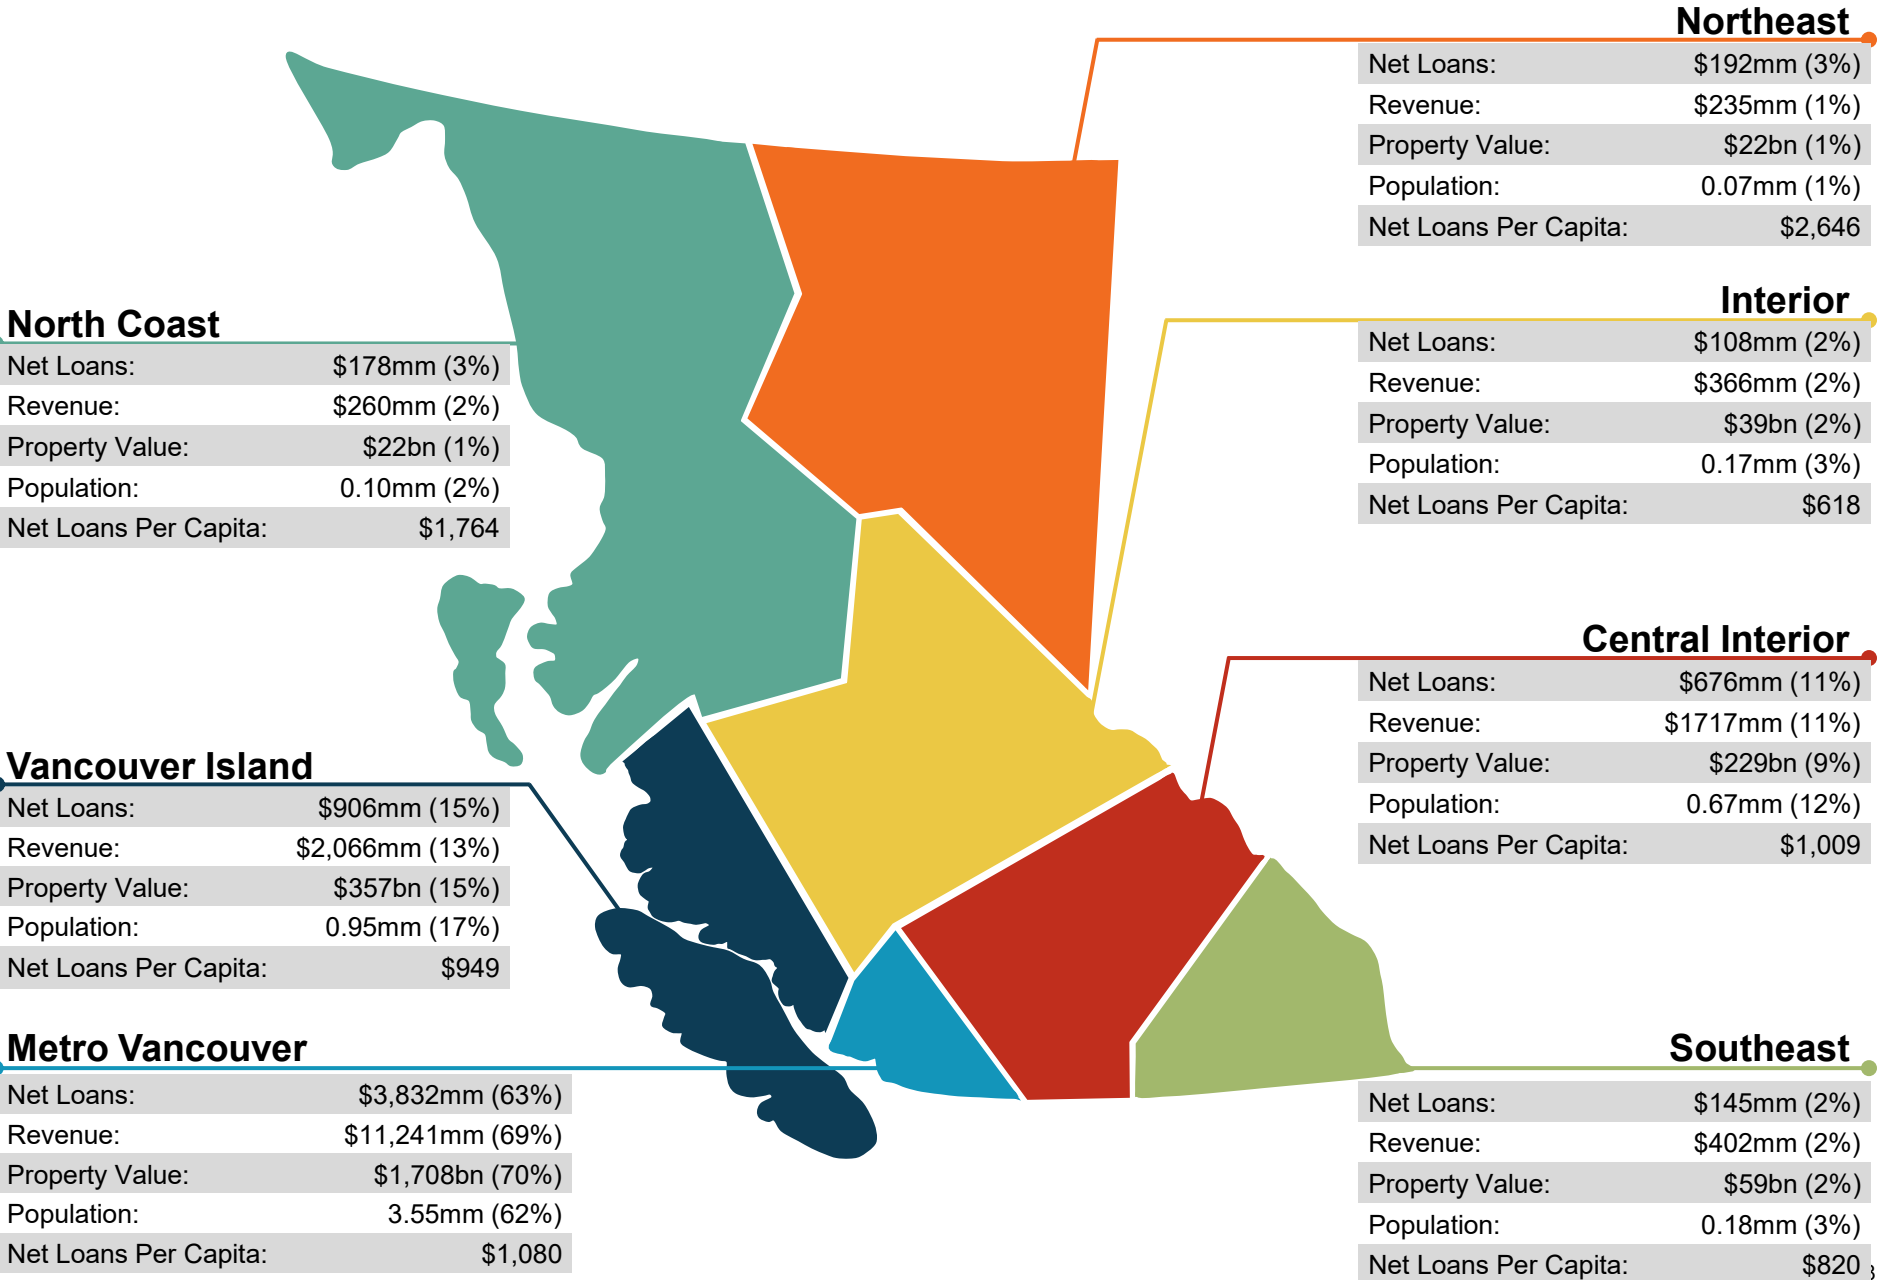 Northeast
Net Loans: $192mm (3%)
Revenue: $235mm (1%)
Property Value: $22bn (1%)
Population: 0.07mm (1%)
Net Loans Per Capita: $2,646
Interior
Net Loans: $108mm (2%)
Revenue: $366mm (2%)
Property Value: $39bn (2%)
Population: 0.17mm (3%)
Net Loans Per Capita: $618
North Coast
Net Loans: $178mm (3%)
Revenue: $260mm (2%)
Property Value: $22bn (1%)
Population: 0.10mm (2%)
Net Loans Per Capita: $1,764
Central Interior
Net Loans: $676mm (11%)
Revenue: $1717mm (11%)
Property Value: $229bn (9%)
Population: 0.67mm (12%)
Net Loans Per Capita: $1,009
Vancouver Island
Net Loans: $906mm (15%)
Revenue: $2,066mm (13%)
Property Value: $357bn (15%)
Population: 0.95mm (17%)
Net Loans Per Capita: $949
Metro Vancouver
Net Loans: $3,832mm (63%)
Revenue: $11,241mm (69%)
Property Value: $1,708bn (70%)
Population: 3.55mm (62%)
Net Loans Per Capita: $1,080
Southeast
Net Loans: $145mm (2%)
Revenue: $402mm (2%)
Property Value: $59bn (2%)
Population: 0.18mm (3%)
Net Loans Per Capita: $820